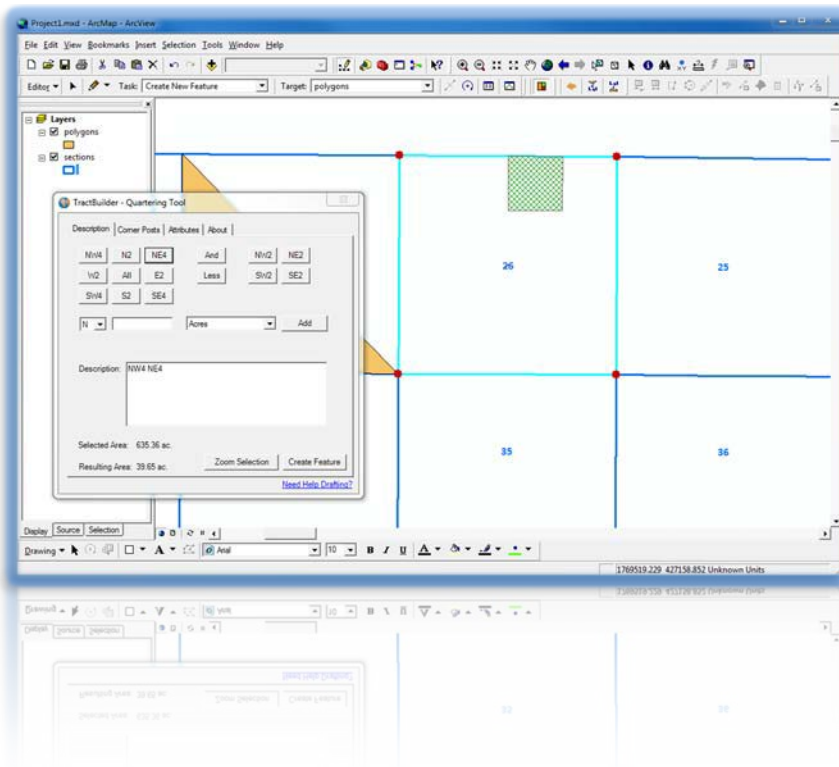 Project1.mxd - ArcMap - ArcView
File Edit View Bookmarks Insert Selection Tools Window Help
Editor Task: Create New Feature Target: polygons
Layers
polygons
sections
TractBuilder - Quartering Tool
Description Corner Posts Attributes About
NW4 N2 NE4 And NW2 NE2
W2 All E2 Less SW2 SE2
SW4 S2 SE4
N Acres Add
Description: NW4 NE4
Selected Area: 635.36 ac.
Resulting Area: 39.65 ac. Zoom Selection Create Feature
Need Help Drafting?
26
25
35
36
Display Source Selection
Drawing A Arial 10 B I U A
1769519.229 427158.852 Unknown Units